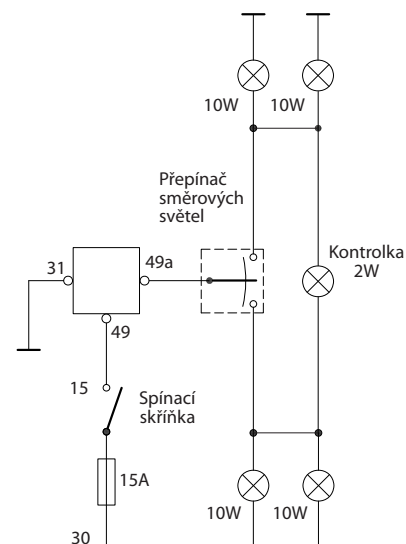 10W 10W
Přepínač
směrových
světel
Kontrolka
2W
31
49a
49
15
Spínací
skříňka
15A
10W 10W
30